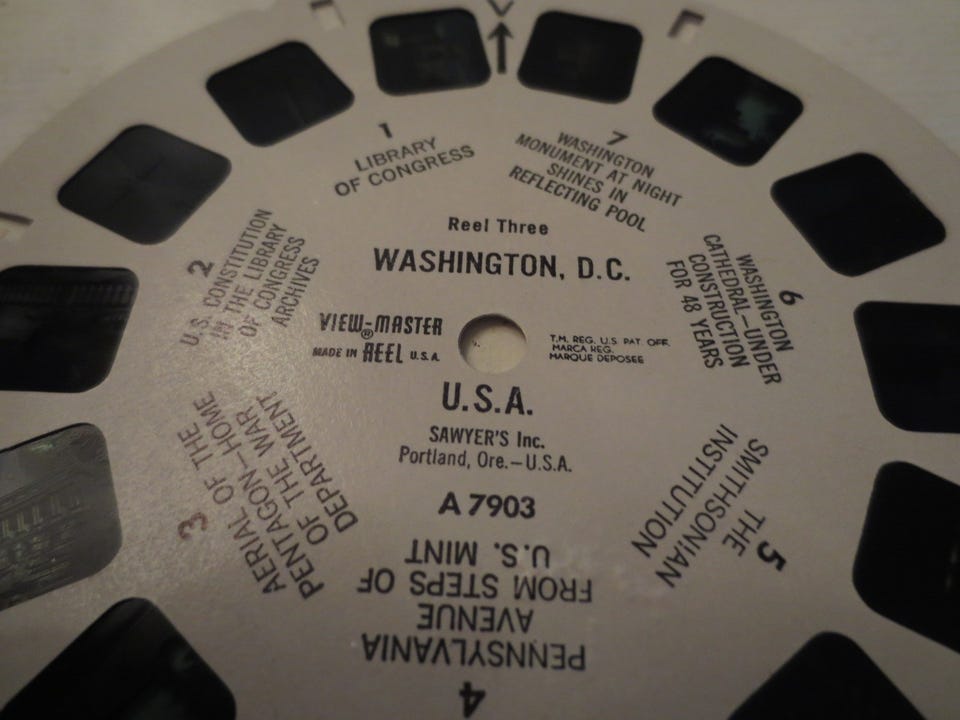 Reel Three
WASHINGTON, D.C.
VIEW-MASTER ®
MADE IN REEL U.S.A.
T.M. REG. U.S. PAT. OFF.
MARCA REG.
MARQUE DEPOSEE
U.S.A.
SAWYER'S Inc.
Portland, Ore.-U.S.A.
A 7903
1
LIBRARY
OF CONGRESS
2
U.S. CONSTITUTION
IN THE LIBRARY
OF CONGRESS
ARCHIVES
3
AERIAL OF THE
PENTAGON-HOME
OF THE WAR
DEPARTMENT
4
PENNSYLVANIA
AVENUE
FROM STEPS OF
U.S. MINT
5
THE
SMITHSONIAN
INSTITUTION
6
WASHINGTON
CATHEDRAL-UNDER
CONSTRUCTION
FOR 48 YEARS
7
WASHINGTON
MONUMENT AT NIGHT
SHINES IN
REFLECTING POOL